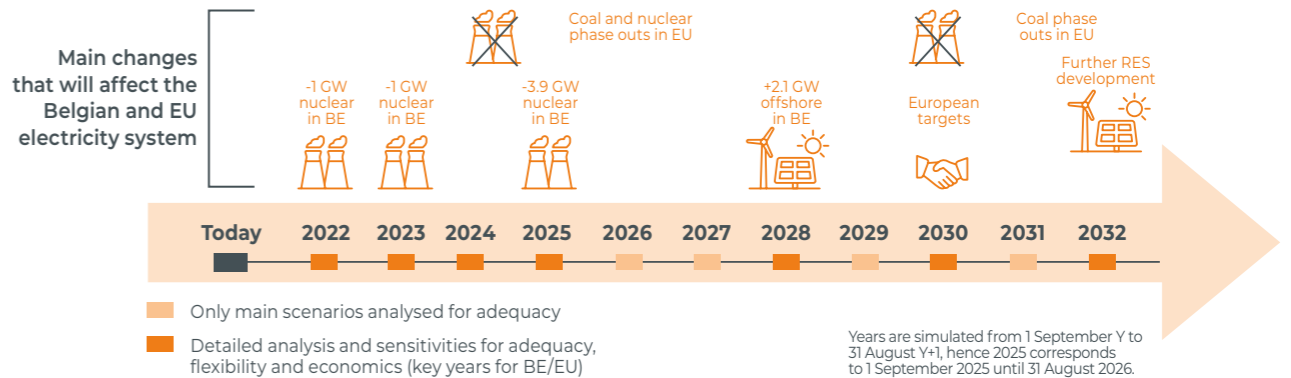 Main changes
that will affect the
Belgian and EU
electricity system
Coal and nuclear
phase outs in EU
Coal phase
outs in EU
-1 GW
nuclear
in BE
-1 GW
nuclear
in BE
-3.9 GW
nuclear
in BE
+2.1 GW
offshore
in BE
European
targets
Further RES
development
Today 2022 2023 2024 2025 2026 2027 2028 2029 2030 2031 2032
Only main scenarios analysed for adequacy
Detailed analysis and sensitivities for adequacy,
flexibility and economics (key years for BE/EU)
Years are simulated from 1 September Y to
31 August Y+1, hence 2025 corresponds
to 1 September 2025 until 31 August 2026.